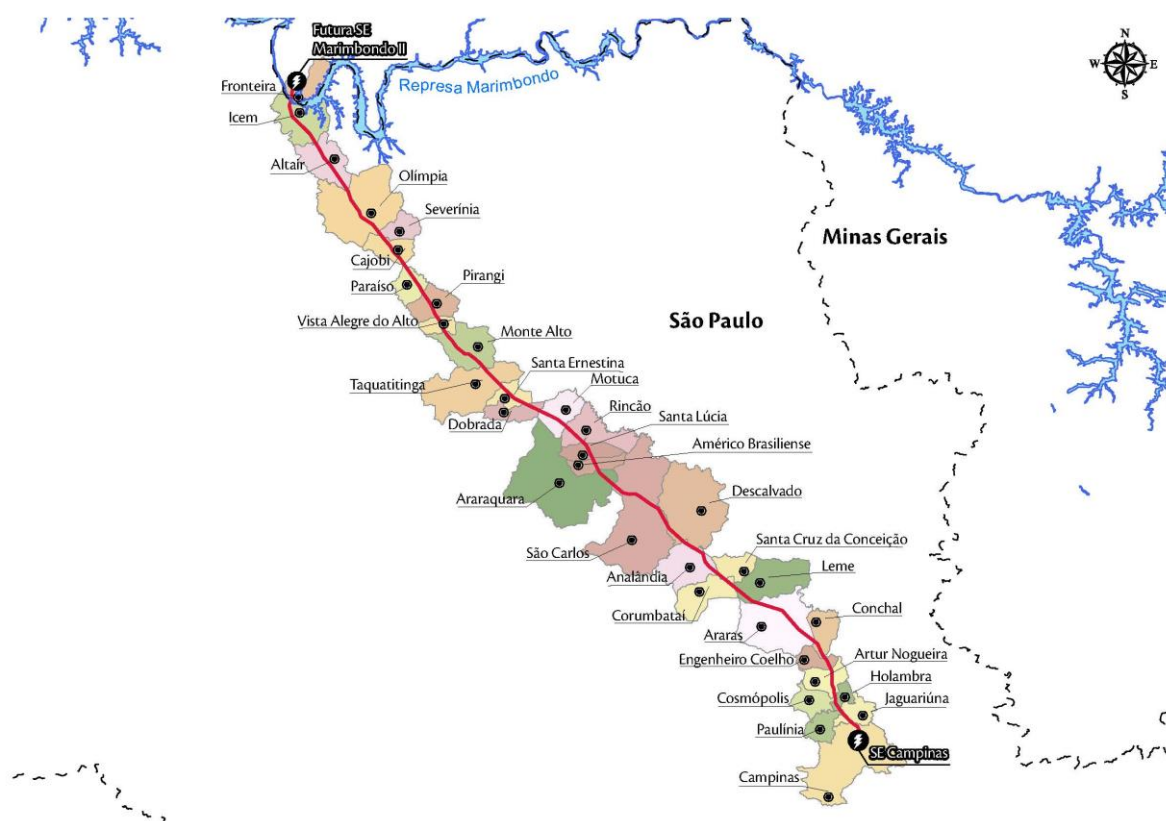 Futura SE
Marimbondo II
N
W
E
S
Represa Marimbondo
Fronteira
Icem
Altair
Olímpia
Severínia
Minas Gerais
Cajobi
Pirangi
Paraíso
São Paulo
Vista Alegre do Alto
Monte Alto
Santa Ernestina
Taquatitinga
Motuca
Rincão
Dobrada
Santa Lúcia
Américo Brasiliense
Araraquara
Descalvado
São Carlos
Santa Cruz da Conceição
Analândia
Leme
Corumbataí
Conchal
Araras
Engenheiro Coelho
Artur Nogueira
Holambra
Cosmópolis
Jaguariúna
Paulínia
SE Campinas
Campinas